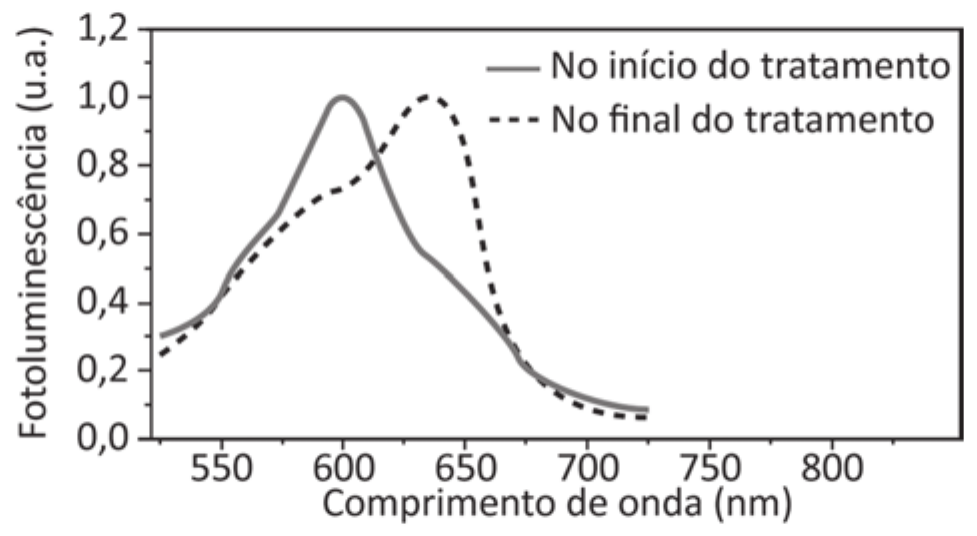 Fotoluminescência (u.a.)
1,2
1,0
0,8
0,6
0,4
0,2
0,0
No início do tratamento
No final do tratamento
550 600 650 700 750 800
Comprimento de onda (nm)